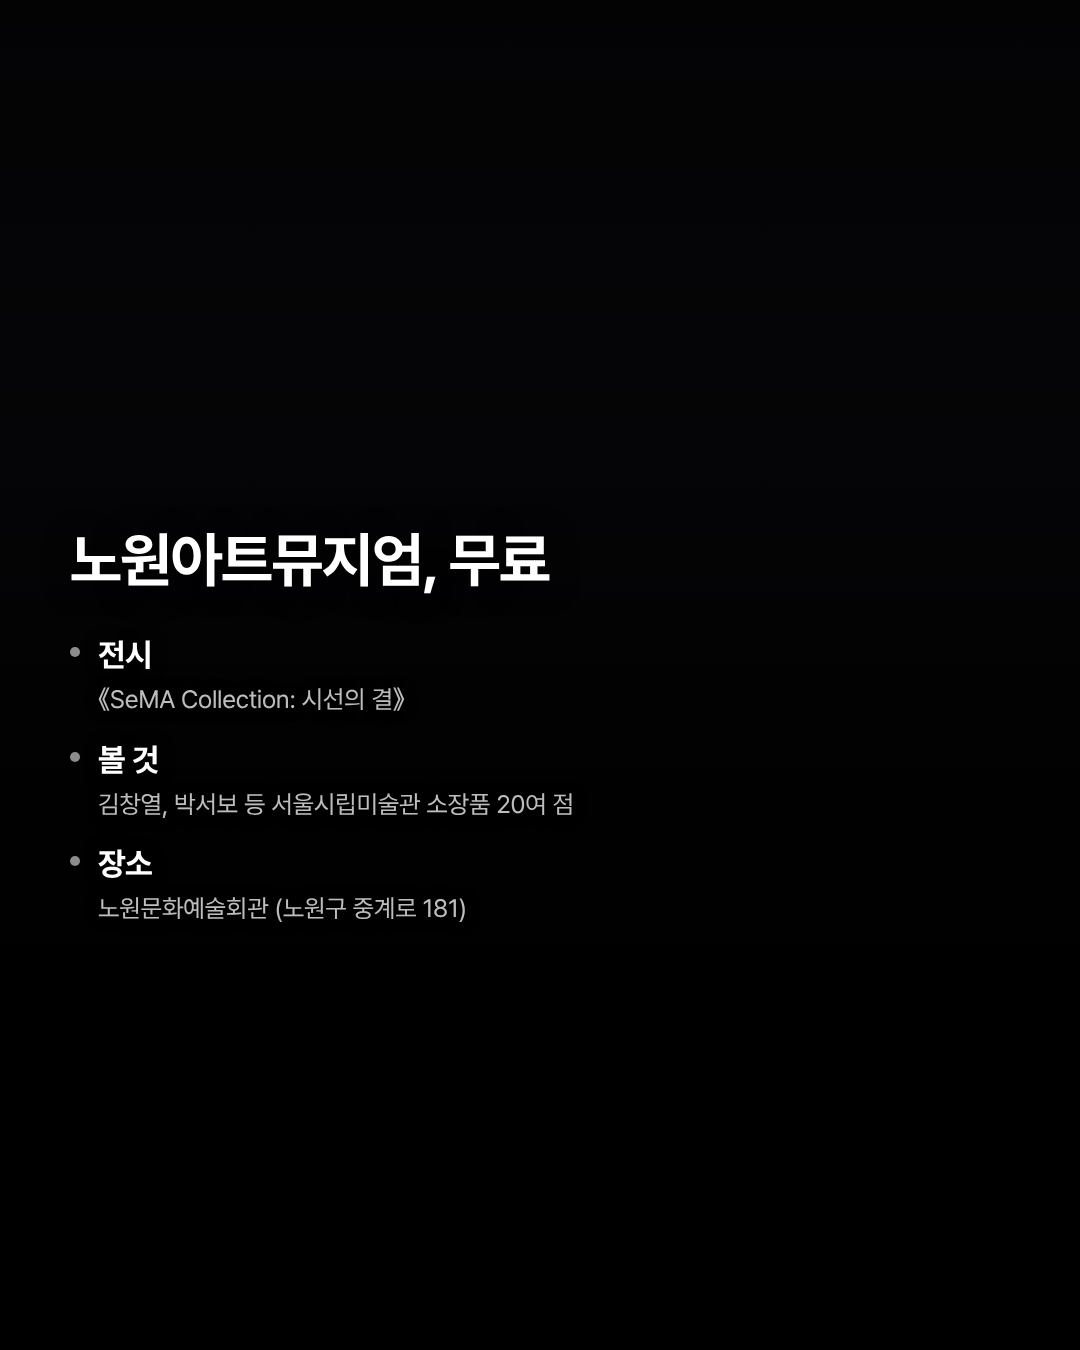 노원아트뮤지엄, 무료
• 전시
《SeMA Collection: 시선의 결》
• 볼 것
김창열, 박서보 등 서울시립미술관 소장품 20여 점
• 장소
노원문화예술회관 (노원구 중계로 181)